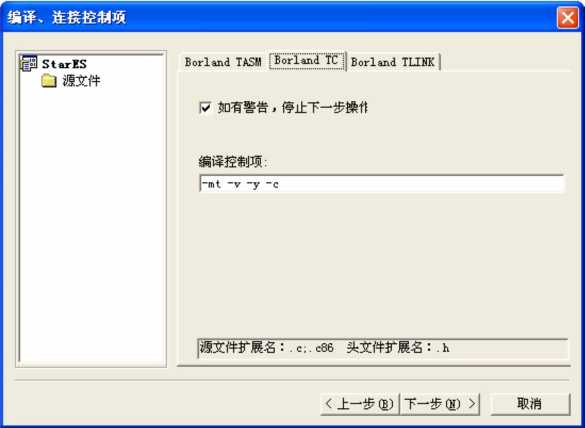 编译、连接控制项
StarES
源文件
Borland TASM Borland TC Borland TLINK
如有警告，停止下一步操作
编译控制项:
-mt -v -y -c
源文件扩展名：.c;.c86 头文件扩展名：.h
< 上一步(B) 下一步(N) > 取消